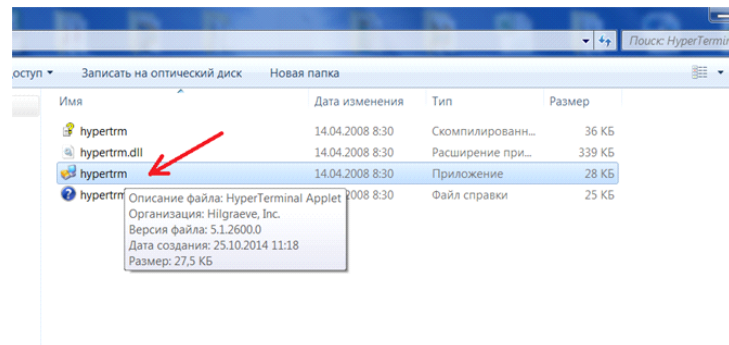 Поиск: HyperTermin
оступ Записать на оптический диск Новая папка
Имя Дата изменения Тип Размер
hypertrm 14.04.2008 8:30 Скомпилированн... 36 КБ
hypertrm.dll 14.04.2008 8:30 Расширение при... 339 КБ
hypertrm 14.04.2008 8:30 Приложение 28 КБ
hypertrm 2008 8:30 Файл справки 25 КБ
Описание файла: HyperTerminal Applet
Организация: Hilgraeve, Inc.
Версия файла: 5.1.2600.0
Дата создания: 25.10.2014 11:18
Размер: 27,5 КБ